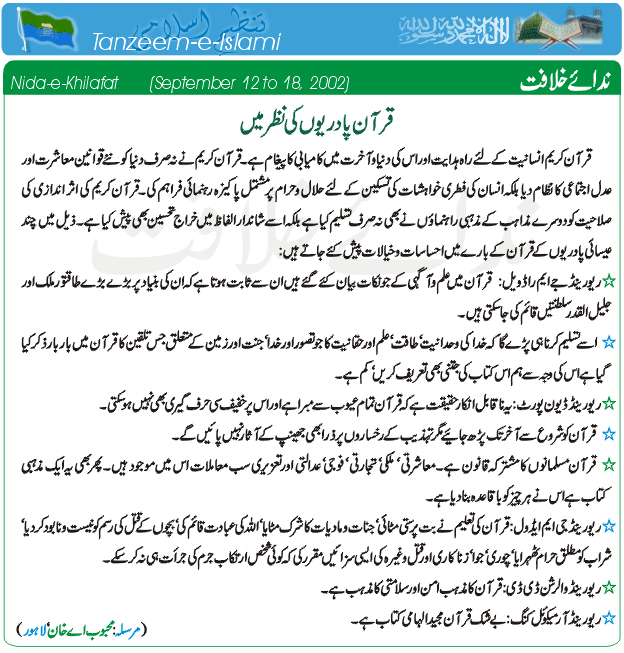 تنظیم اسلامی
Tanzeem-e-Islami
لا الہ الا اللہ محمد رسول اللہ
Nida-e-Khilafat (September 12 to 18, 2002) ندائے خلافت
قرآن پادریوں کی نظر میں
قرآن کریم انسانیت کے لئے راہ ہدایت اور اس کی دنیا و آخرت میں کامیابی کا پیغام ہے۔ قرآن کریم نے نہ صرف دنیا کو نئے قوانین معاشرت اور
عدل اجتماعی کا نظام دیا بلکہ انسان کی فطری خواہشات کی تسکین کے لئے حلال و حرام پر مشتمل پاکیزہ رہنمائی فراہم کی۔ قرآن کریم کی اثر اندازی کی
صلاحیت کو دوسرے مذاہب کے مذہبی راہنماؤں نے بھی نہ صرف تسلیم کیا ہے بلکہ اسے شاندار الفاظ میں خراج تحسین بھی پیش کیا ہے۔ ذیل میں چند
عیسائی پادریوں کے قرآن کے بارے میں احساسات و خیالات پیش کئے جاتے ہیں:
☆ ریورینڈ جے ایم راڈویل: قرآن میں علم و آگہی کے جو نکات بیان کئے گئے ہیں ان سے ثابت ہوتا ہے کہ ان کی بنیاد پر بڑے بڑے طاقتور ملک اور
جلیل القدر سلطنتیں قائم کی جاسکتی ہیں۔
☆ اسے تسلیم کرنا ہی پڑے گا کہ خدا کی وحدانیت‘ طاقت‘ علم اور حقانیت کا جو تصور اور خدا‘ جنت اور زمین کے متعلق جس تلقین کا قرآن میں بار بار ذکر کیا
گیا ہے اس کی وجہ سے ہم اس کتاب کی جتنی بھی تعریف کریں‘ کم ہے۔
☆ ریورینڈ ڈیون پورٹ: یہ ناقابل انکار حقیقت ہے کہ قرآن تمام عیوب سے مبرا ہے اور اس پر خفیف سی حرف گیری بھی نہیں ہوسکتی۔
☆ قرآن کو شروع سے آخر تک پڑھ جائیے مگر تہذیب کے رخساروں پر ذرا بھی جھینپ کے آثار نہیں پائیں گے۔
☆ قرآن مسلمانوں کا مشترکہ قانون ہے۔ معاشرتی‘ ملکی‘ تجارتی‘ فوجی‘ عدالتی اور تعزیری سب معاملات اس میں موجود ہیں۔ پھر بھی یہ ایک مذہبی
کتاب ہے اس نے ہر چیز کو باقاعدہ بنا دیا ہے۔
☆ ریورینڈ جی ایم ایڈول: قرآن کی تعلیم نے بت پرستی مٹائی‘ جنات و مادیات کا شرک مٹایا‘ اللہ کی عبادت قائم کی‘ بچوں کے قتل کی رسم کو نیست و نابود کر دیا‘
شراب کو مطلق حرام ٹھہرایا‘ چوری‘ جوا‘ زنا کاری اور قتل وغیرہ کی ایسی سزائیں مقرر کی کہ کوئی شخص ارتکاب جرم کی جرأت ہی نہ کر سکے۔
☆ ریورینڈ والرشن ڈی ڈی: قرآن کا مذہب امن اور سلامتی کا مذہب ہے۔
☆ ریورینڈ آر میکوئل کنگ: بے شک قرآن مجید الہامی کتاب ہے۔
(مرسلہ: محبوب اے خان‘ لاہور)